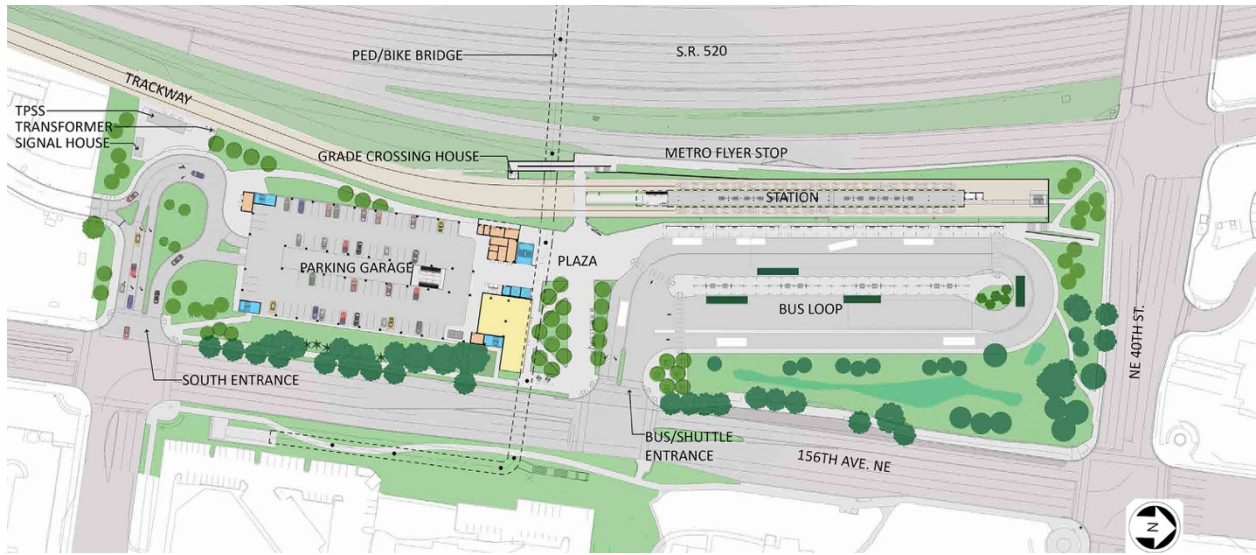 PED/BIKE BRIDGE
S.R. 520
TRACKWAY
TPSS
TRANSFORMER
SIGNAL HOUSE
GRADE CROSSING HOUSE
METRO FLYER STOP
STATION
PARKING GARAGE
PLAZA
BUS LOOP
NE 40TH ST.
SOUTH ENTRANCE
BUS/SHUTTLE
ENTRANCE
156TH AVE. NE
N